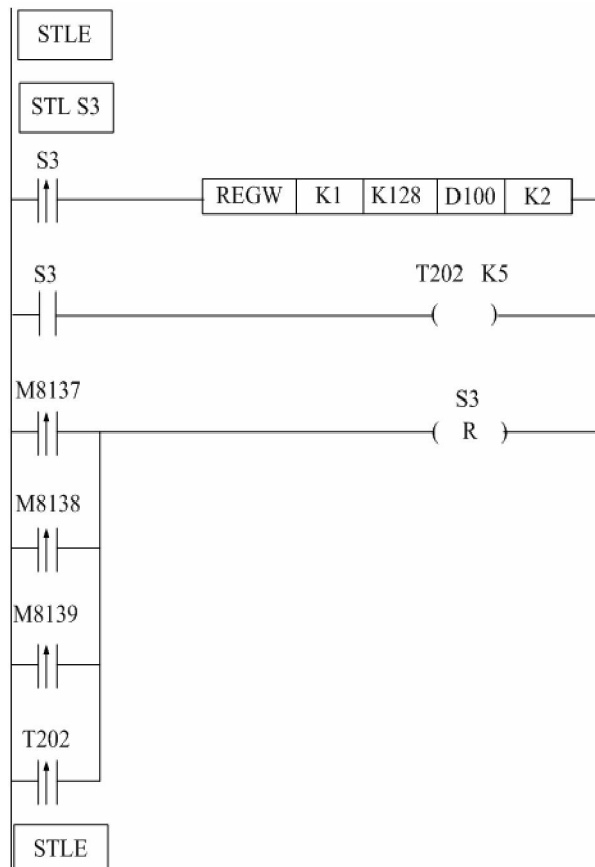 STLE
STL S3
S3
REGW K1 K128 D100 K2
S3
T202 K5
( )
M8137
S3
( R )
M8138
M8139
T202
STLE